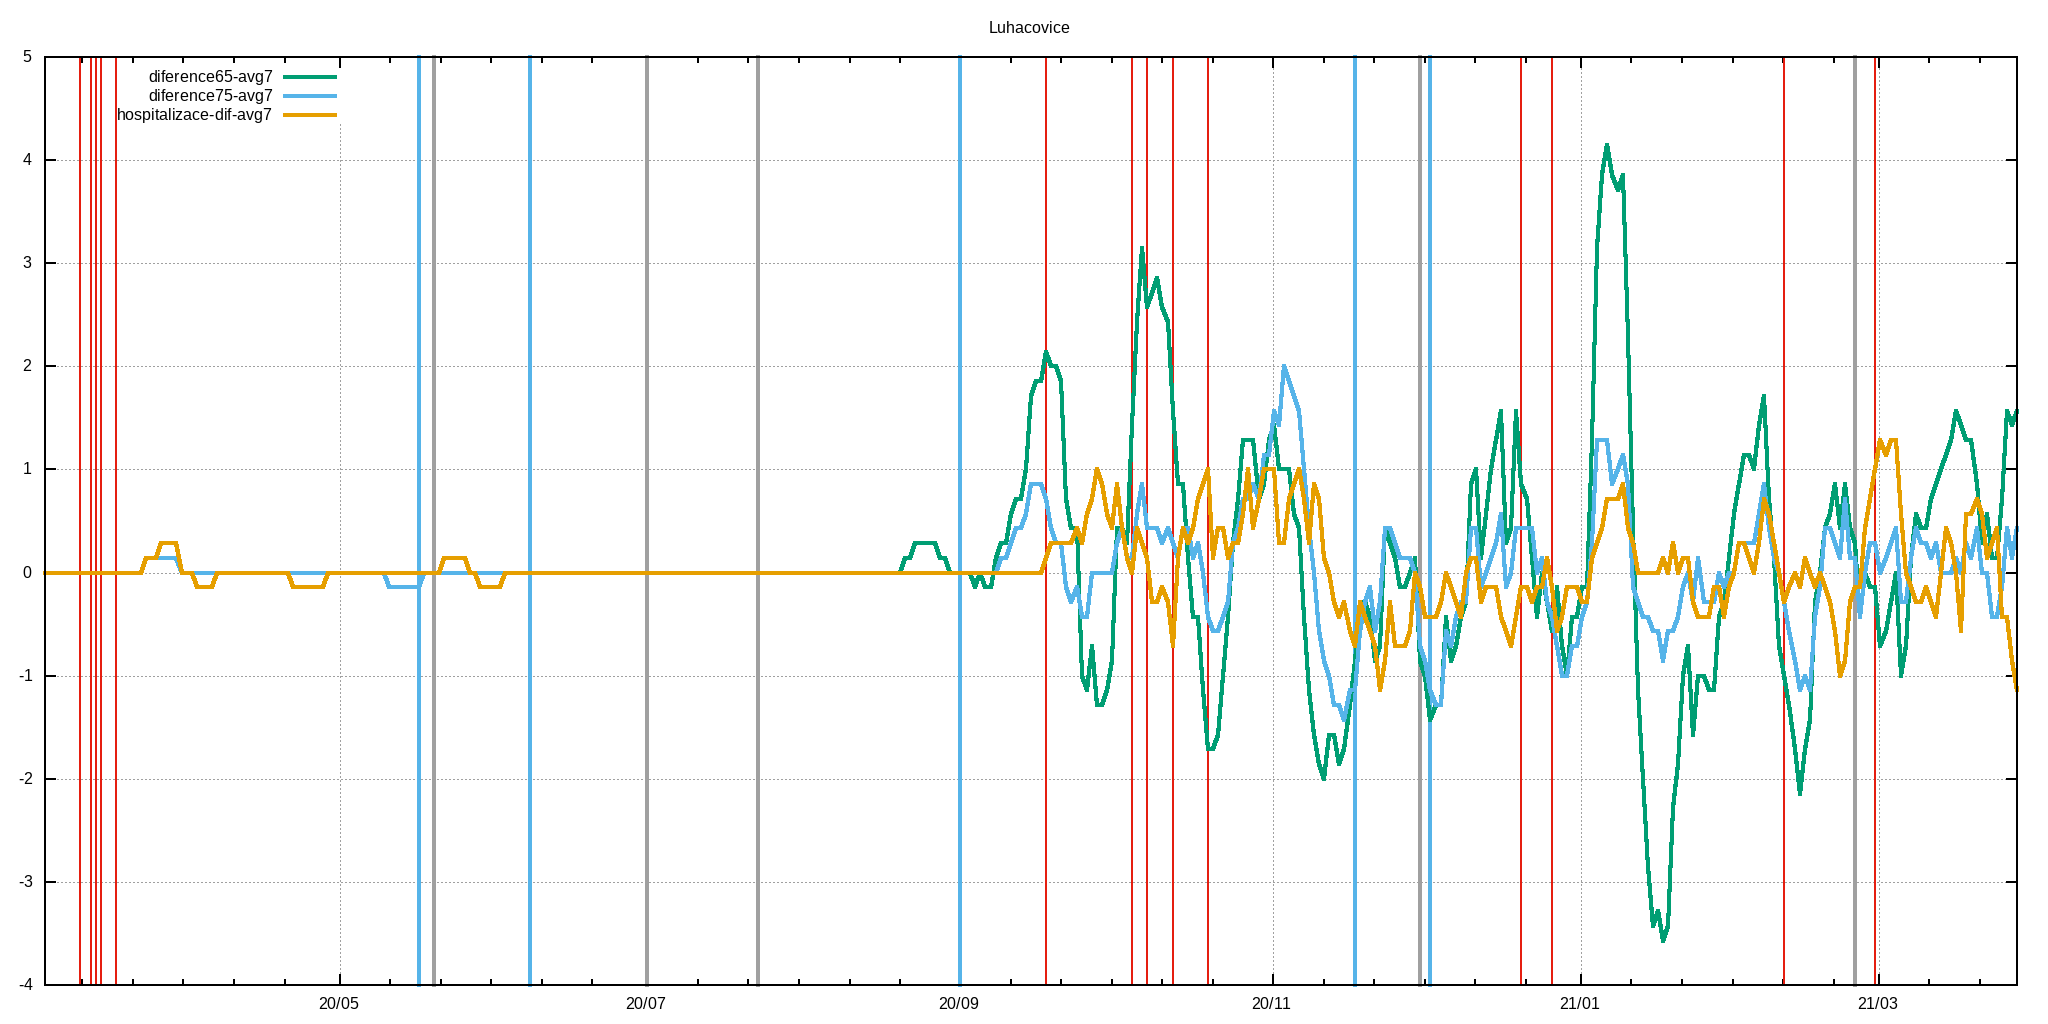 Luhacovice
diference65-avg7
diference75-avg7
hospitalizace-dif-avg7
5
4
3
2
1
0
-1
-2
-3
-4
20/05 20/07 20/09 20/11 21/01 21/03